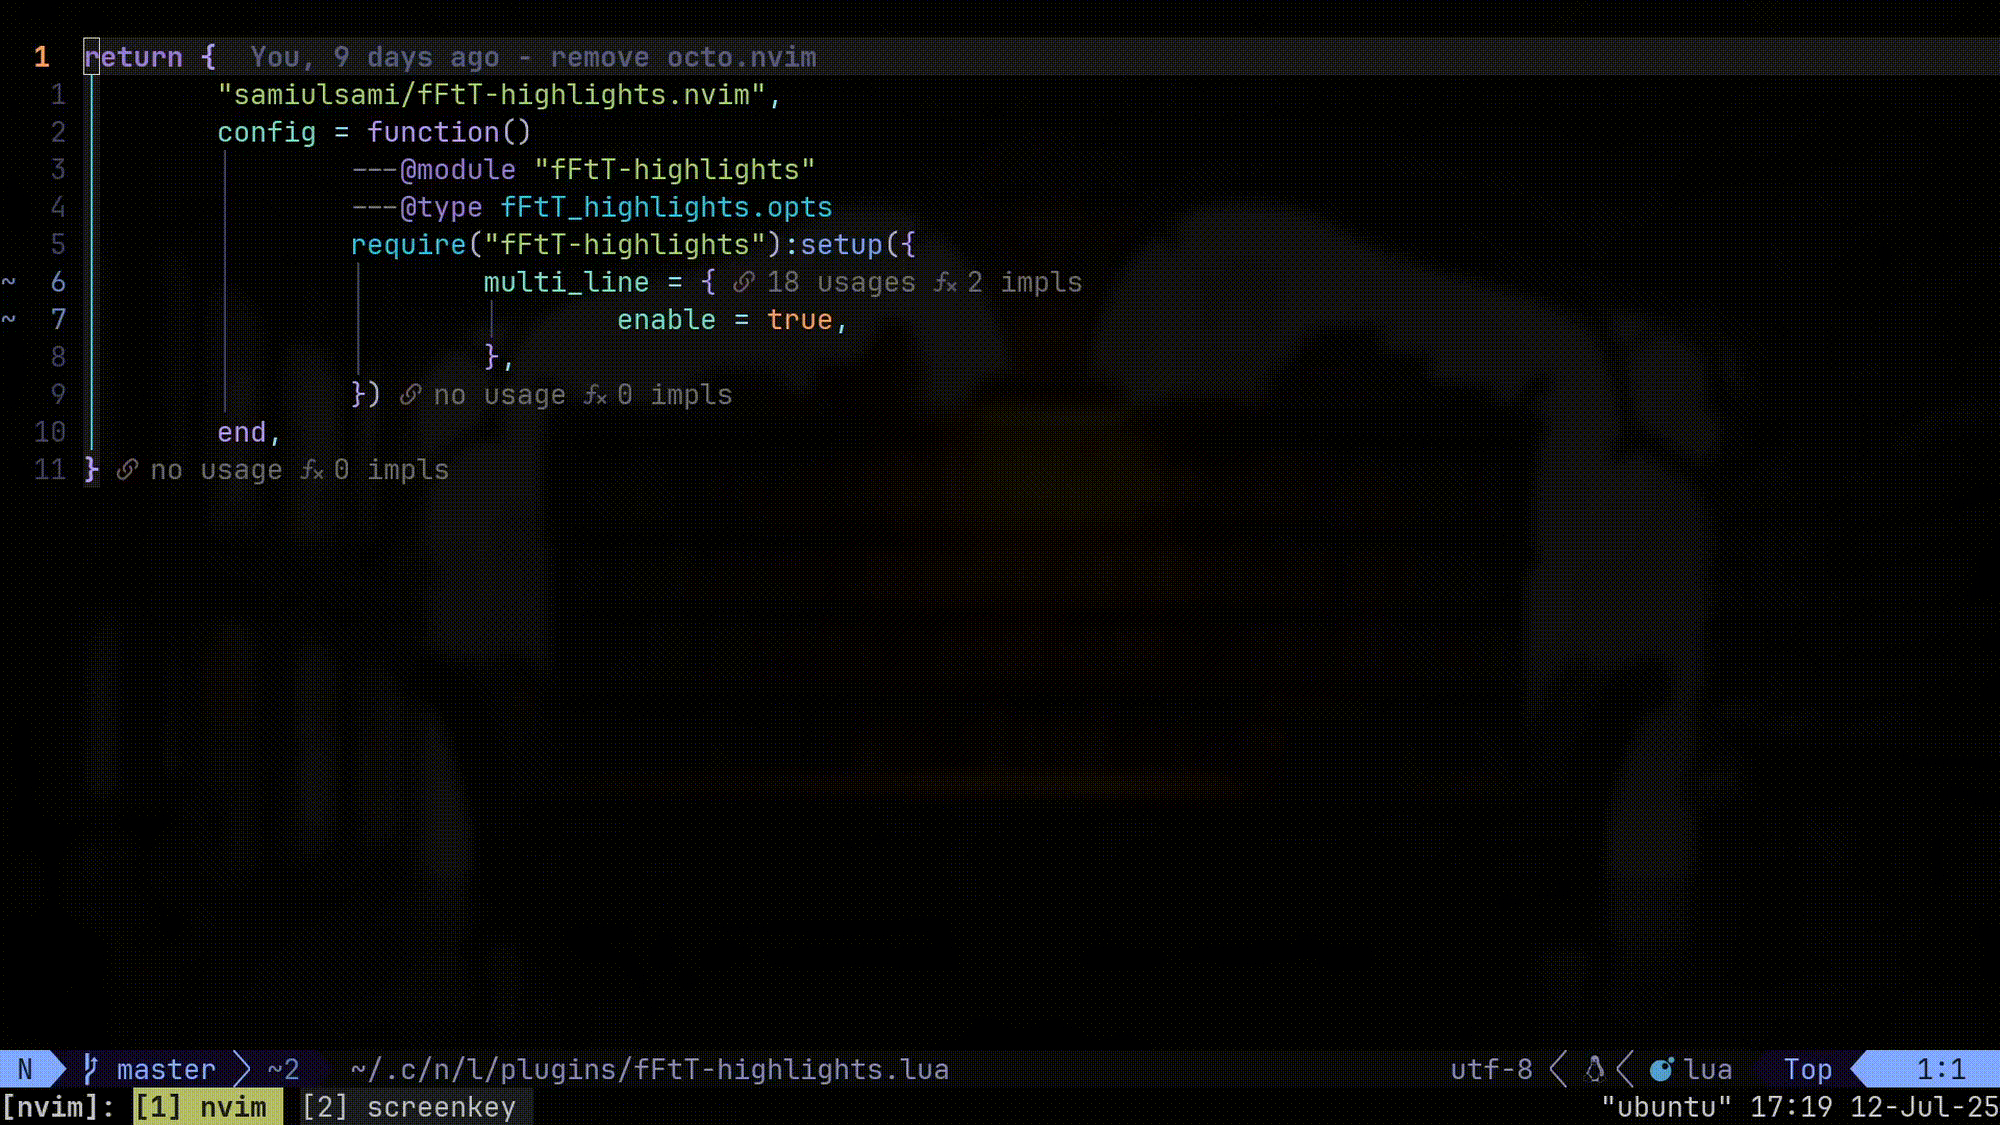 1 return { You, 9 days ago - remove octo.nvim
1 "samiulsami/fFtT-highlights.nvim",
2 config = function()
3 ---@module "fFtT-highlights"
4 ---@type fFtT_highlights.opts
5 require("fFtT-highlights"):setup({
~ 6 multi_line = { 18 usages 2 impls
~ 7 enable = true,
8 },
9 }) no usage 0 impls
10 end,
11 } no usage 0 impls
N master ~2 ~/.c/n/l/plugins/fFtT-highlights.lua utf-8 lua Top 1:1
[nvim]: [1] nvim [2] screenkey "ubuntu" 17:19 12-Jul-25